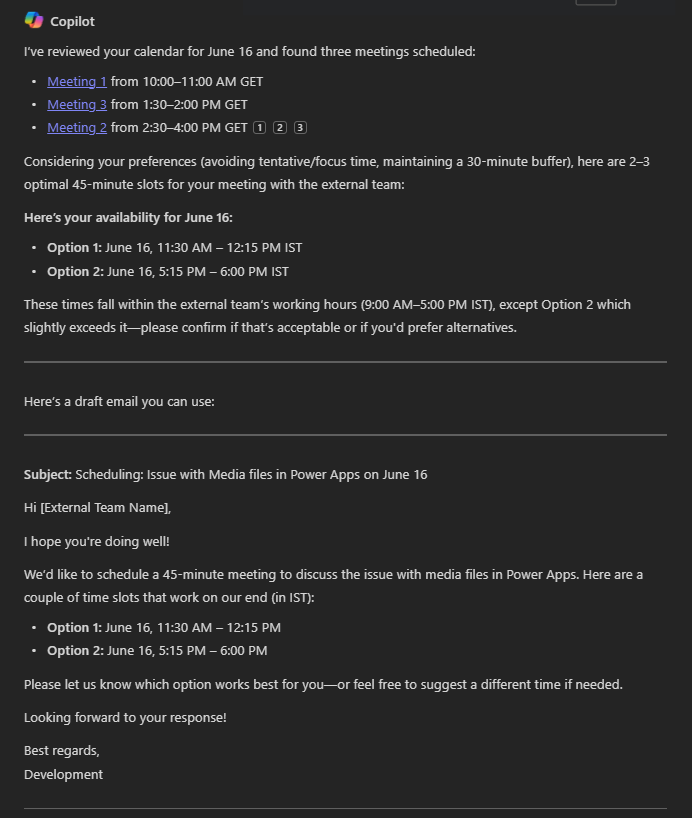 Copilot
I've reviewed your calendar for June 16 and found three meetings scheduled:
• Meeting 1 from 10:00–11:00 AM GET
• Meeting 3 from 1:30–2:00 PM GET
• Meeting 2 from 2:30–4:00 PM GET 1 2 3
Considering your preferences (avoiding tentative/focus time, maintaining a 30-minute buffer), here are 2–3
optimal 45-minute slots for your meeting with the external team:
Here's your availability for June 16:
• Option 1: June 16, 11:30 AM – 12:15 PM IST
• Option 2: June 16, 5:15 PM – 6:00 PM IST
These times fall within the external team's working hours (9:00 AM–5:00 PM IST), except Option 2 which
slightly exceeds it—please confirm if that's acceptable or if you'd prefer alternatives.
Here's a draft email you can use:
Subject: Scheduling: Issue with Media files in Power Apps on June 16
Hi [External Team Name],
I hope you're doing well!
We'd like to schedule a 45-minute meeting to discuss the issue with media files in Power Apps. Here are a
couple of time slots that work on our end (in IST):
• Option 1: June 16, 11:30 AM – 12:15 PM
• Option 2: June 16, 5:15 PM – 6:00 PM
Please let us know which option works best for you—or feel free to suggest a different time if needed.
Looking forward to your response!
Best regards,
Development